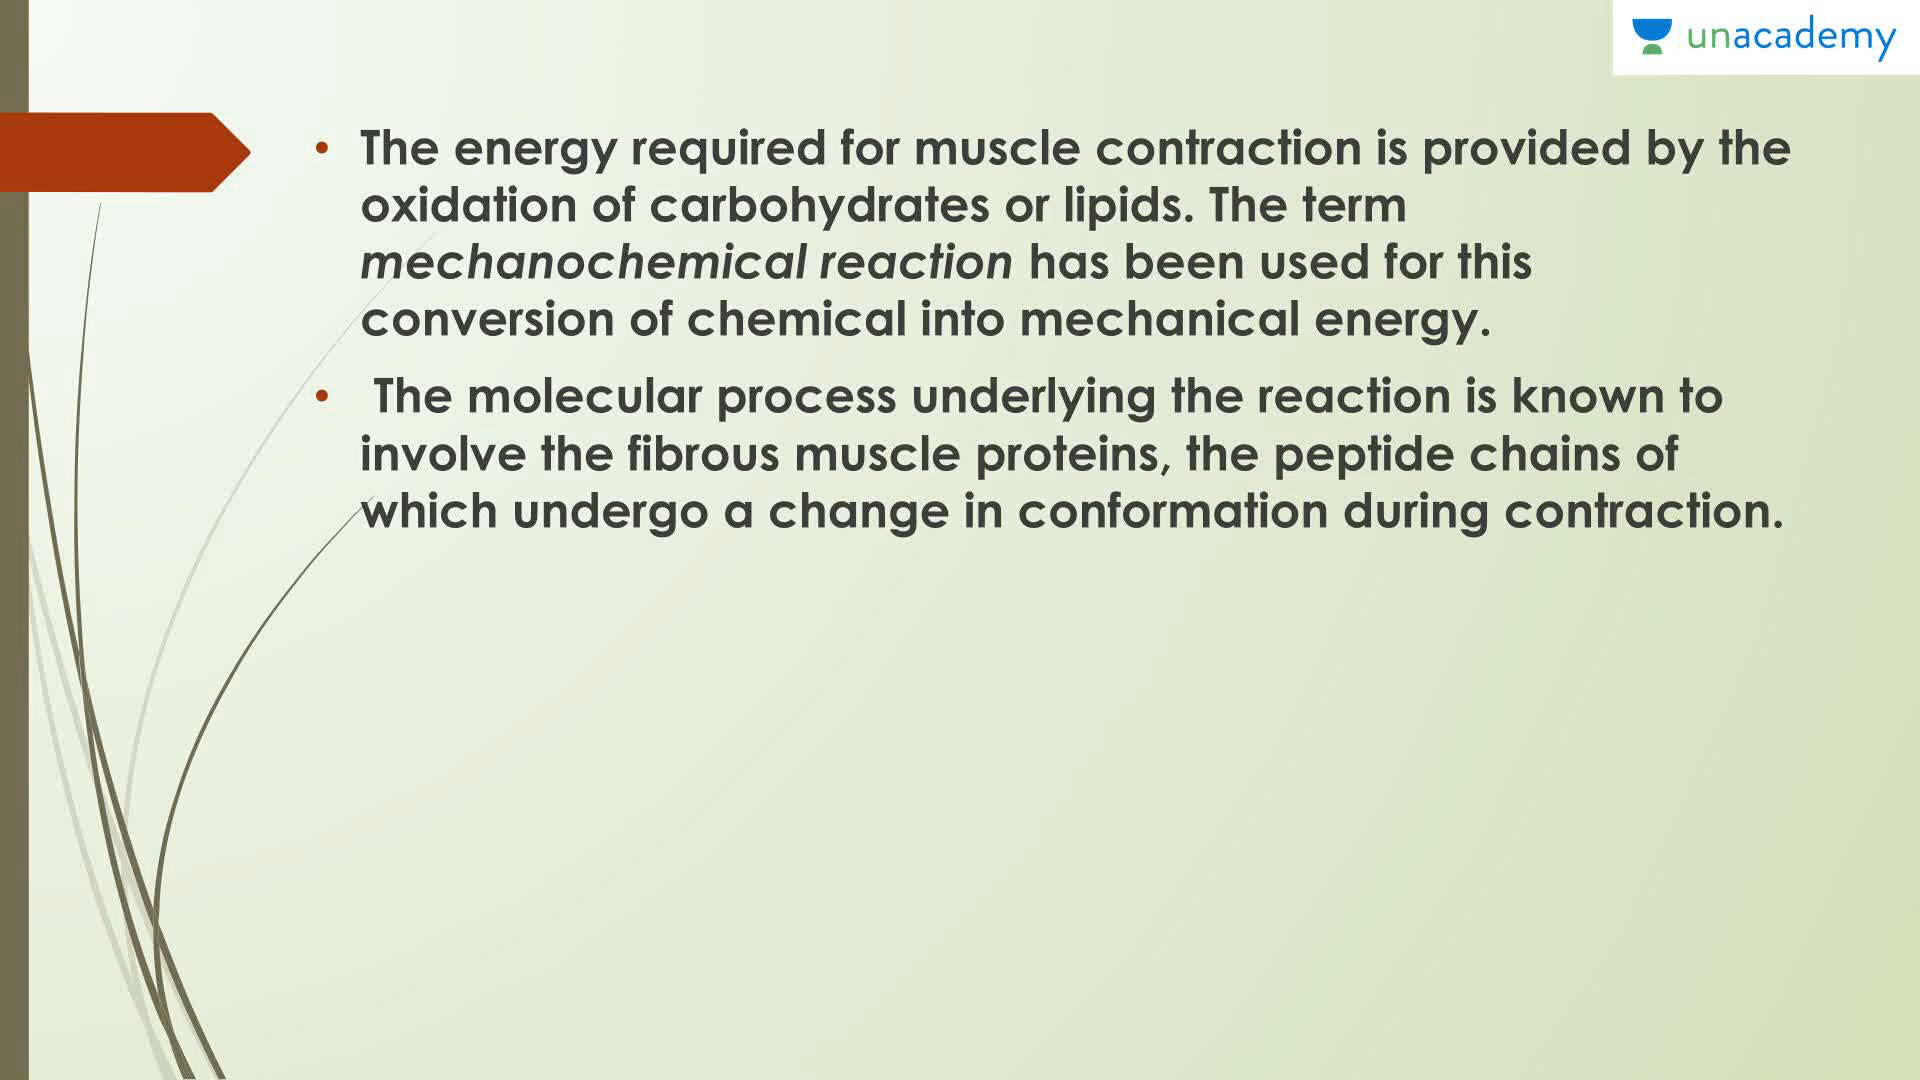 unacademy
• The energy required for muscle contraction is provided by the
oxidation of carbohydrates or lipids. The term
mechanochemical reaction has been used for this
conversion of chemical into mechanical energy.
• The molecular process underlying the reaction is known to
involve the fibrous muscle proteins, the peptide chains of
which undergo a change in conformation during contraction.